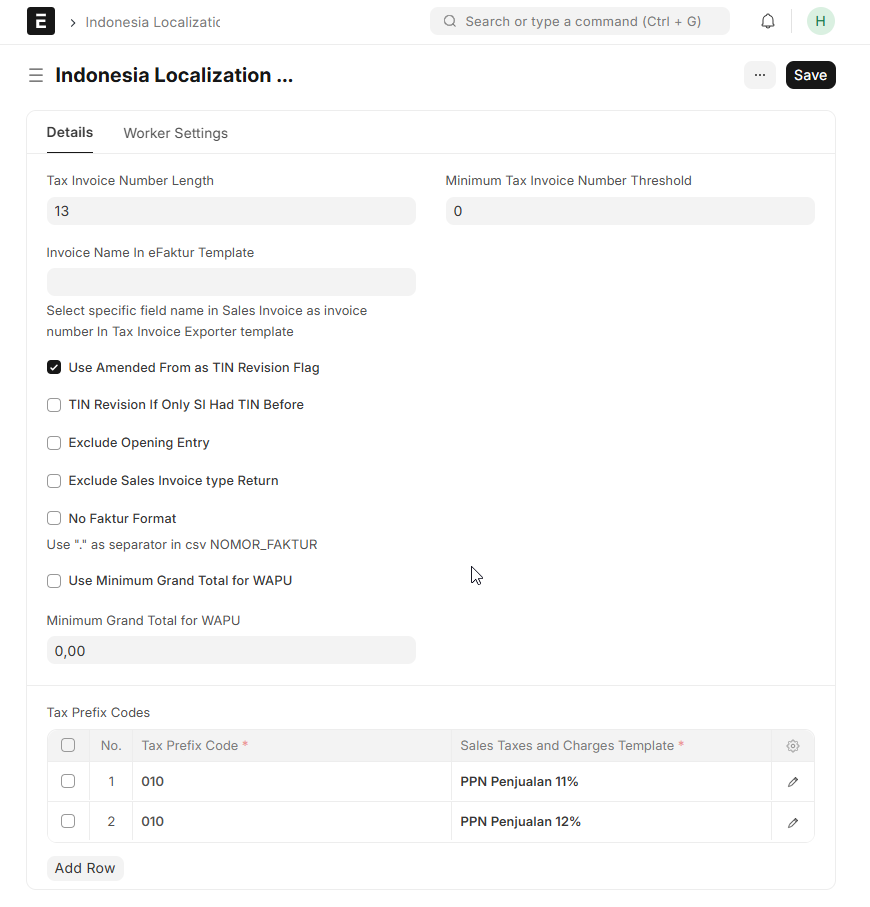 E
Indonesia Localizatic
Search or type a command (Ctrl + G)
H
Indonesia Localization ...
...
Save
Details
Worker Settings
Tax Invoice Number Length
Minimum Tax Invoice Number Threshold
13
0
Invoice Name In eFaktur Template
Select specific field name in Sales Invoice as invoice
number In Tax Invoice Exporter template
Use Amended From as TIN Revision Flag
TIN Revision If Only SI Had TIN Before
Exclude Opening Entry
Exclude Sales Invoice type Return
No Faktur Format
Use "." as separator in csv NOMOR_FAKTUR
Use Minimum Grand Total for WAPU
Minimum Grand Total for WAPU
0,00
Tax Prefix Codes
No. Tax Prefix Code * Sales Taxes and Charges Template *
1 010 PPN Penjualan 11%
2 010 PPN Penjualan 12%
Add Row